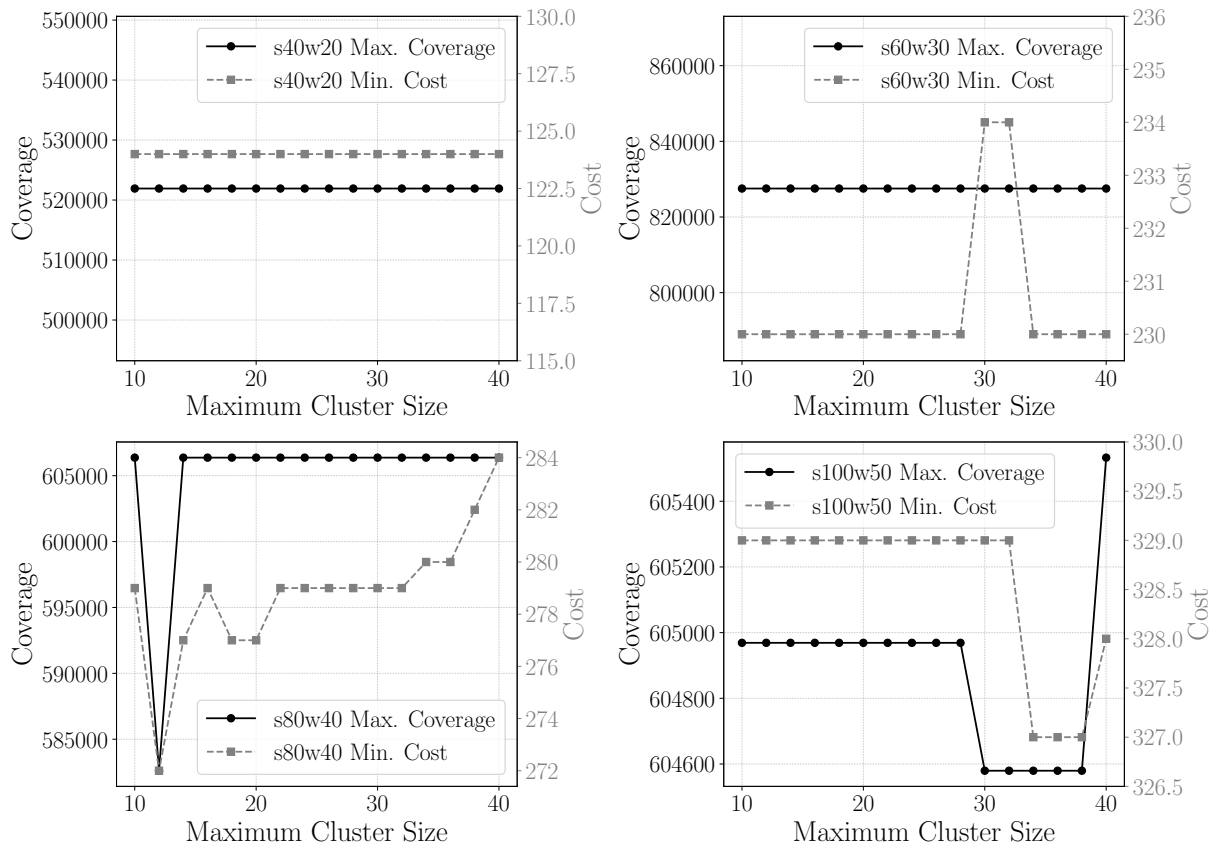 550000
540000
530000
520000
510000
500000
Coverage
130.0
127.5
125.0
122.5
120.0
117.5
115.0
Cost
s40w20 Max. Coverage
s40w20 Min. Cost
10 20 30 40
Maximum Cluster Size
860000
840000
820000
800000
Coverage
236
235
234
233
232
231
230
Cost
s60w30 Max. Coverage
s60w30 Min. Cost
10 20 30 40
Maximum Cluster Size
605000
600000
595000
590000
585000
Coverage
284
282
280
278
276
274
272
Cost
s80w40 Max. Coverage
s80w40 Min. Cost
10 20 30 40
Maximum Cluster Size
605400
605200
605000
604800
604600
Coverage
330.0
329.5
329.0
328.5
328.0
327.5
327.0
326.5
Cost
s100w50 Max. Coverage
s100w50 Min. Cost
10 20 30 40
Maximum Cluster Size